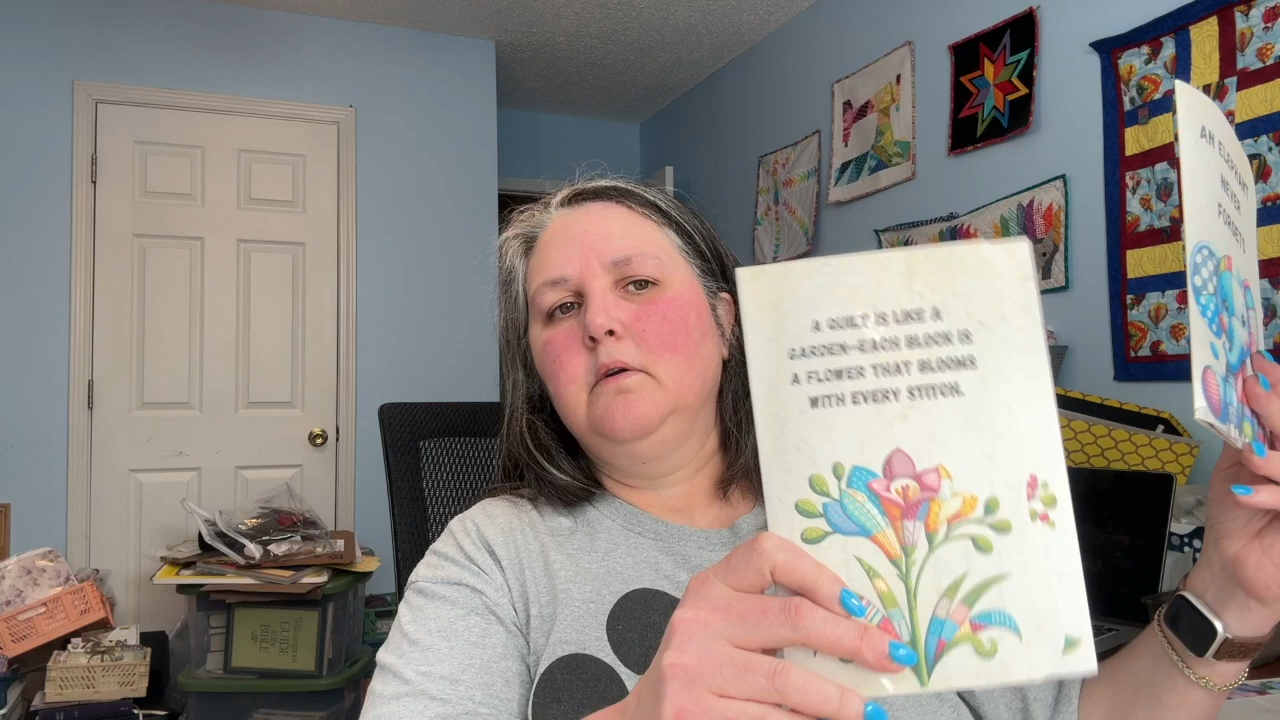 A QUILT IS LIKE A
GARDEN—EACH BLOCK IS
A FLOWER THAT BLOOMS
WITH EVERY STITCH.
AN ELEPHANT
NEVER
FORGETS
GUIDE
BIBLE